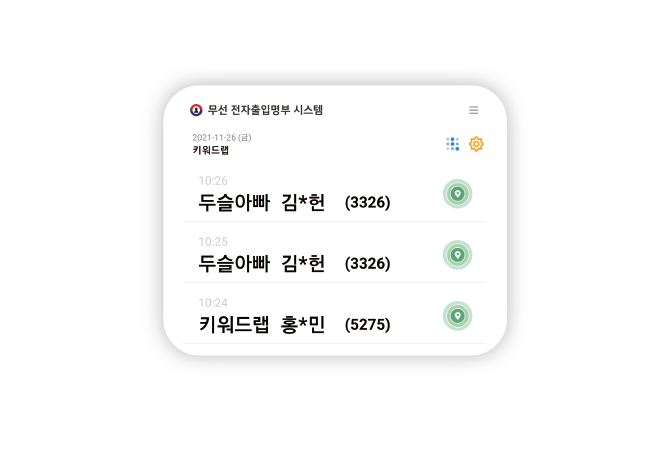 무선 전자출입명부 시스템
2021-11-26 (금)
키워드랩
10:26
두슬아빠 김*헌 (3326)
10:25
두슬아빠 김*헌 (3326)
10:24
키워드랩 홍*민 (5275)